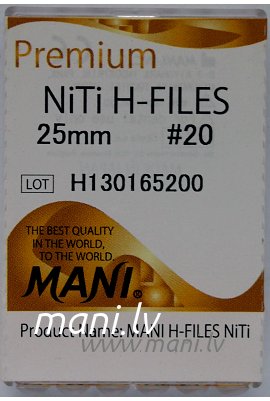 Premium
NiTi H-FILES
25mm #20
LOT H130165200
THE BEST QUALITY
IN THE WORLD,
TO THE WORLD.
MANI®
mani.lv
Product Name: MANI H-FILES NiTi
www.mani.lv